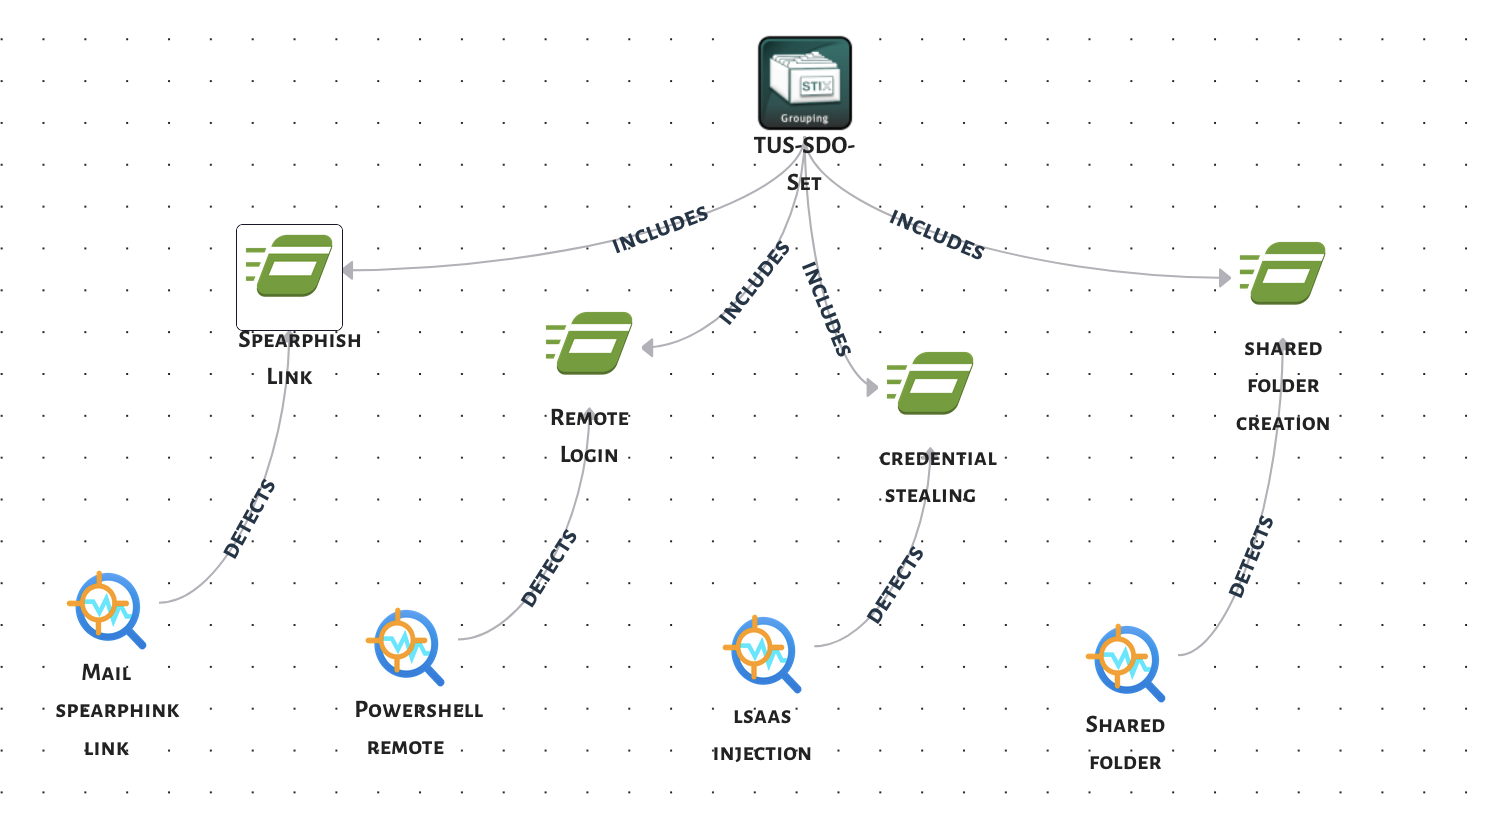 STIX
Grouping
TUS-SDO-
Set
INCLUDES
INCLUDES
INCLUDES
INCLUDES
Spearphish
Link
Remote
Login
credential
stealing
shared
folder
creation
DETECTS
DETECTS
DETECTS
DETECTS
Mail
spearphink
link
Powershell
remote
lsaas
injection
Shared
folder